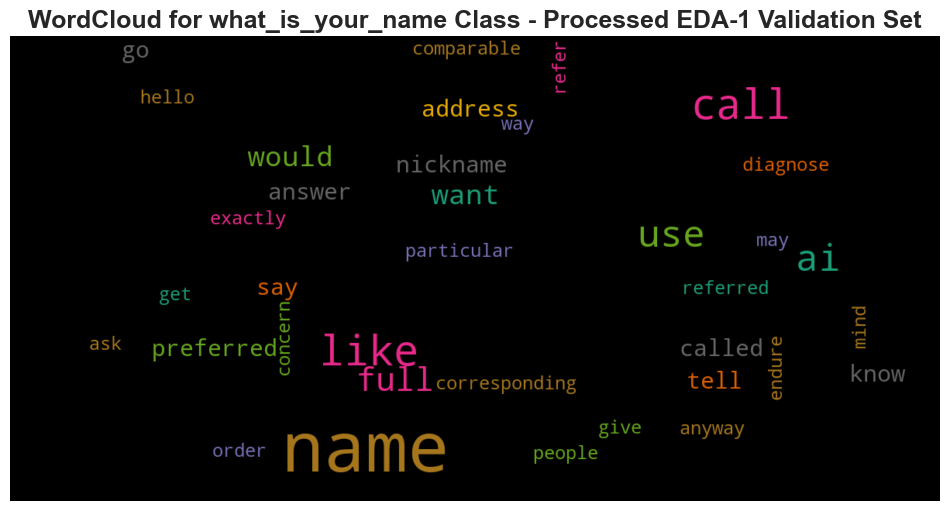 WordCloud for what_is_your_name Class - Processed EDA-1 Validation Set
go
comparable
refer
hello
address
way
call
would
nickname
diagnose
answer
want
exactly
use
may
particular
ai
get
say
referred
concern
mind
ask
preferred
like
called
endure
full
corresponding
tell
know
give
anyway
order
name
people